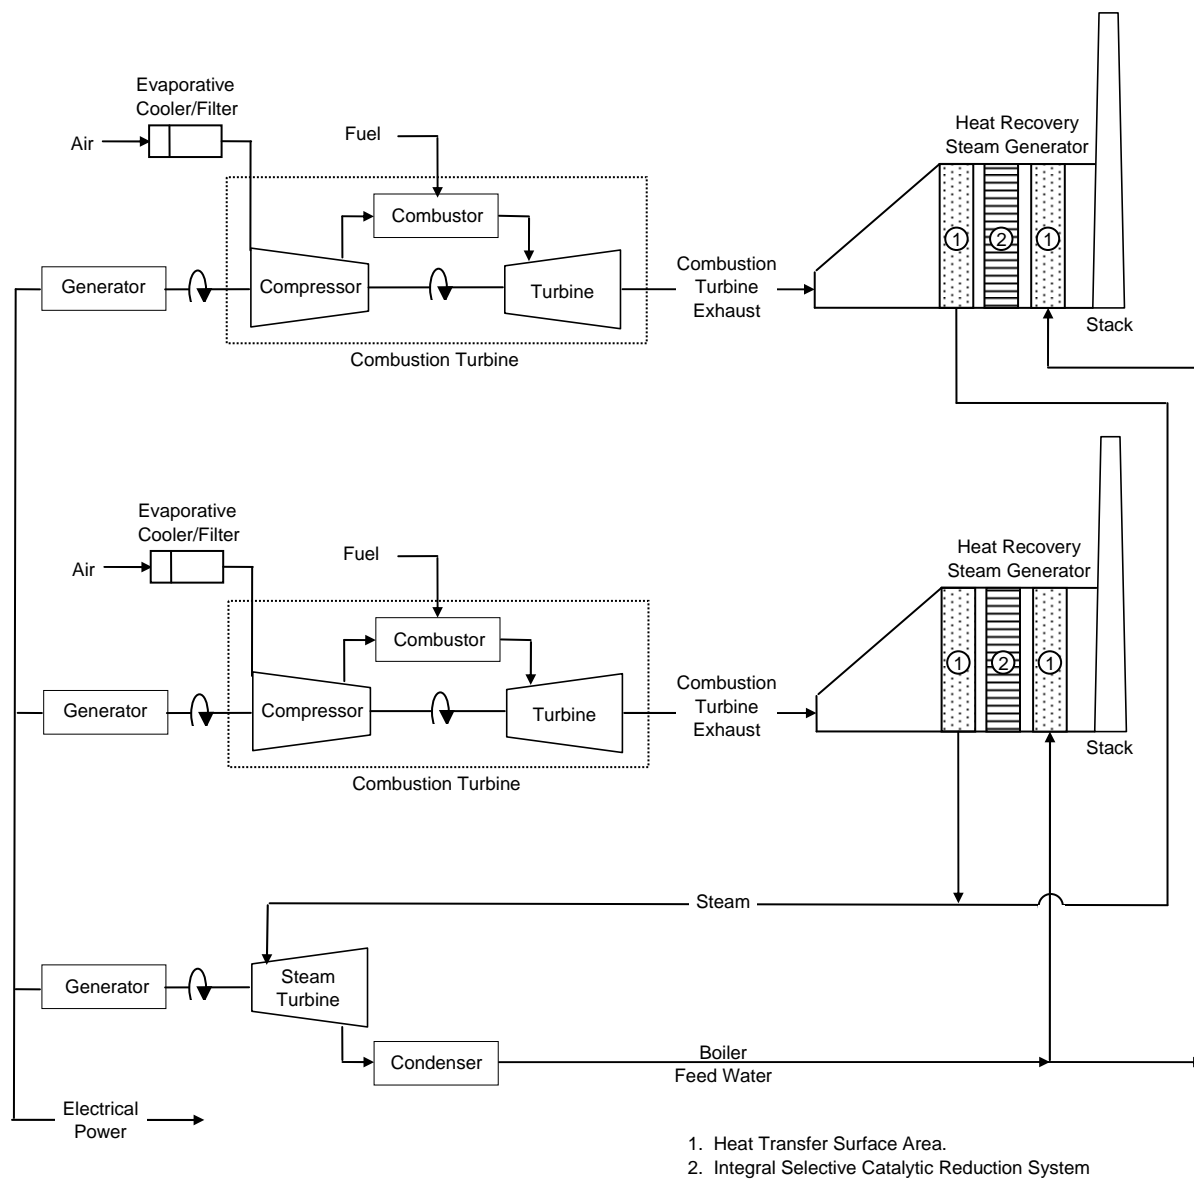 Evaporative
Cooler/Filter
Air
Fuel
Heat Recovery
Steam Generator
Combustor
1 2 1
Generator
Compressor
Turbine
Combustion
Turbine
Exhaust
Stack
Combustion Turbine
Evaporative
Cooler/Filter
Air
Fuel
Heat Recovery
Steam Generator
Combustor
1 2 1
Generator
Compressor
Turbine
Combustion
Turbine
Exhaust
Stack
Combustion Turbine
Steam
Generator
Steam
Turbine
Condenser
Boiler
Feed Water
Electrical
Power
1. Heat Transfer Surface Area.
2. Integral Selective Catalytic Reduction System